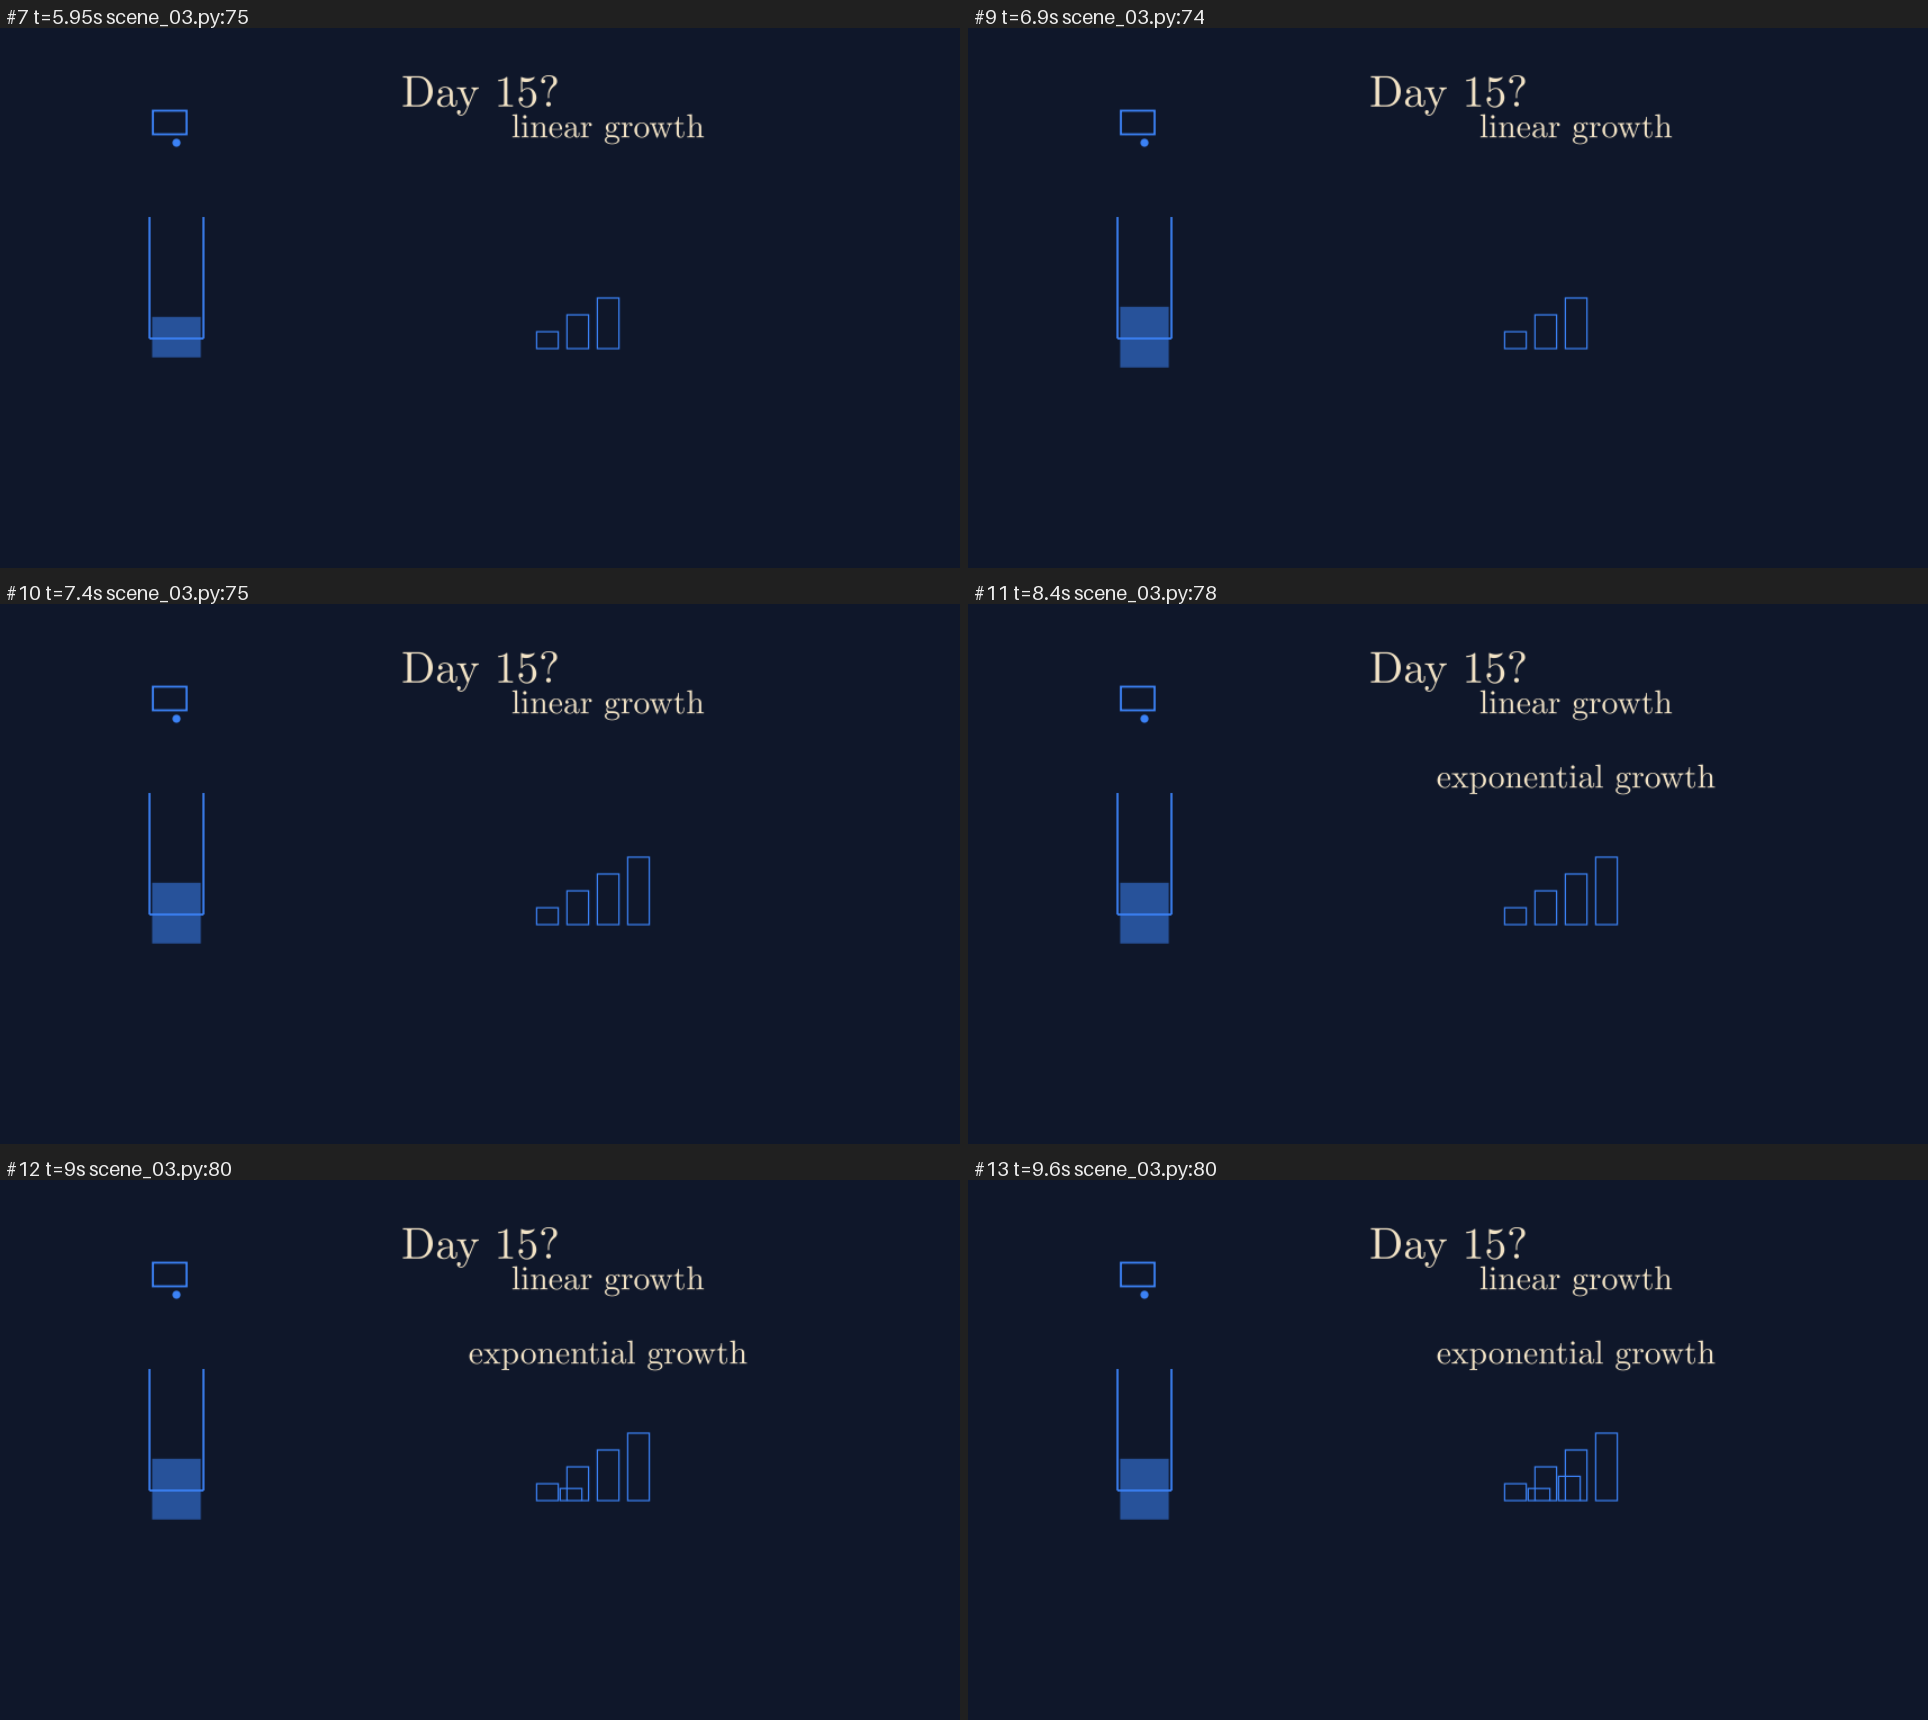 #7 t=5.95s scene_03.py:75
Day 15?
linear growth
#9 t=6.9s scene_03.py:74
Day 15?
linear growth
#10 t=7.4s scene_03.py:75
Day 15?
linear growth
#11 t=8.4s scene_03.py:78
Day 15?
linear growth
exponential growth
#12 t=9s scene_03.py:80
Day 15?
linear growth
exponential growth
#13 t=9.6s scene_03.py:80
Day 15?
linear growth
exponential growth